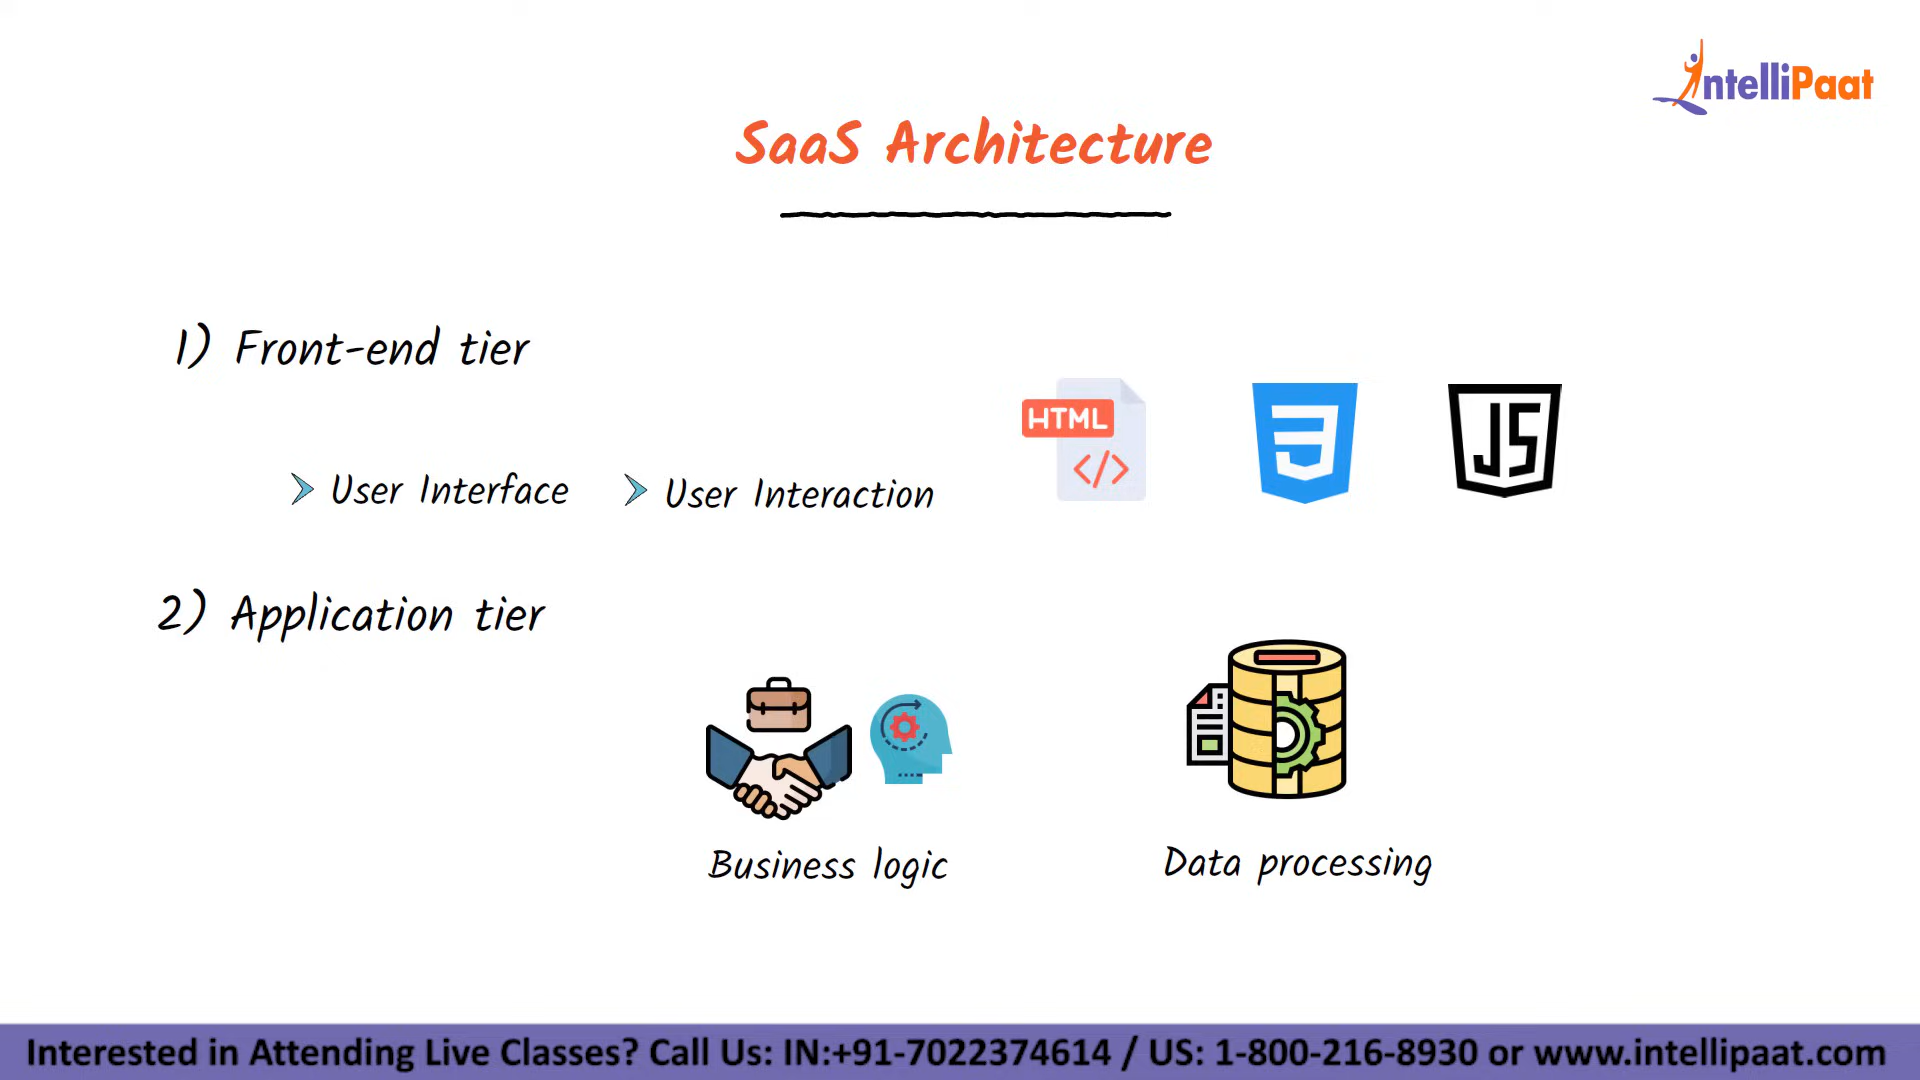 IntelliPaat
SaaS Architecture
1) Front-end tier
HTML
</>
3
JS
User Interface
User Interaction
2) Application tier
Business logic
Data processing
Interested in Attending Live Classes? Call Us: IN:+91-7022374614 / US: 1-800-216-8930 or www.intellipaat.com